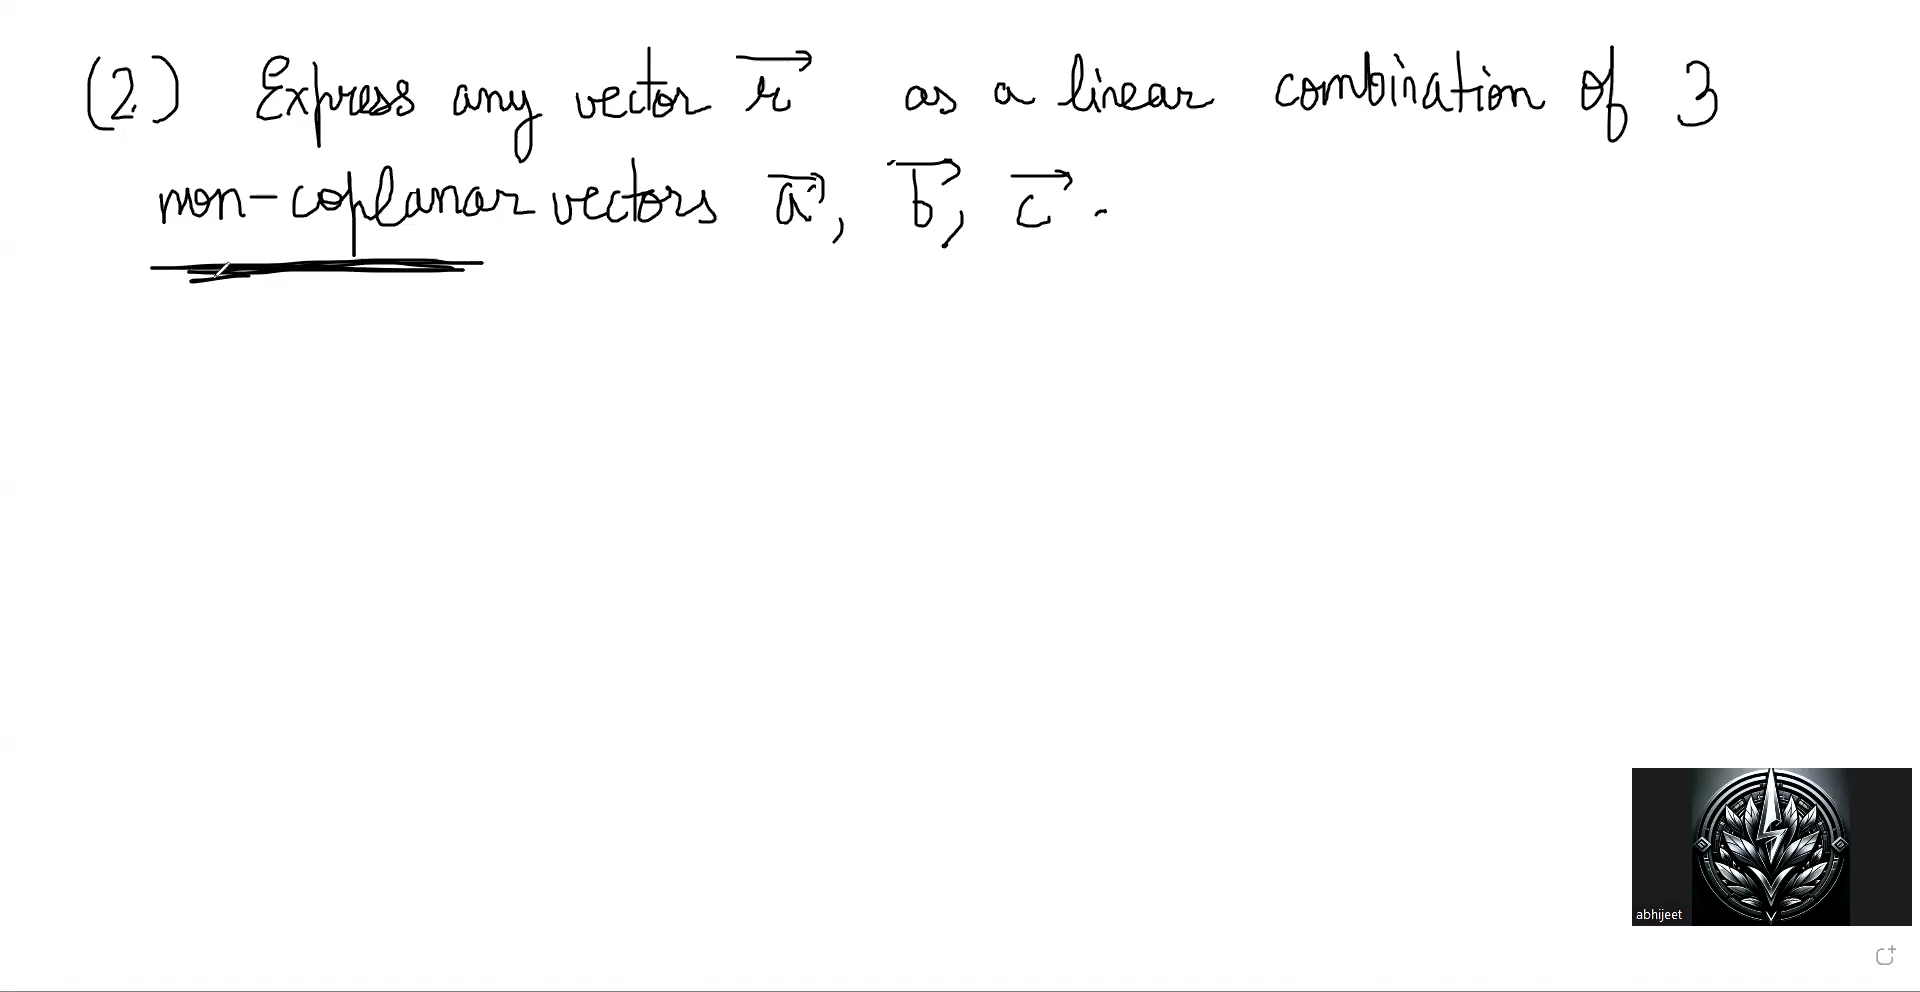 (2.) Express any vector r⃗ as a linear combination of 3
non-coplanar vectors a⃗, b⃗, c⃗.
abhijeet